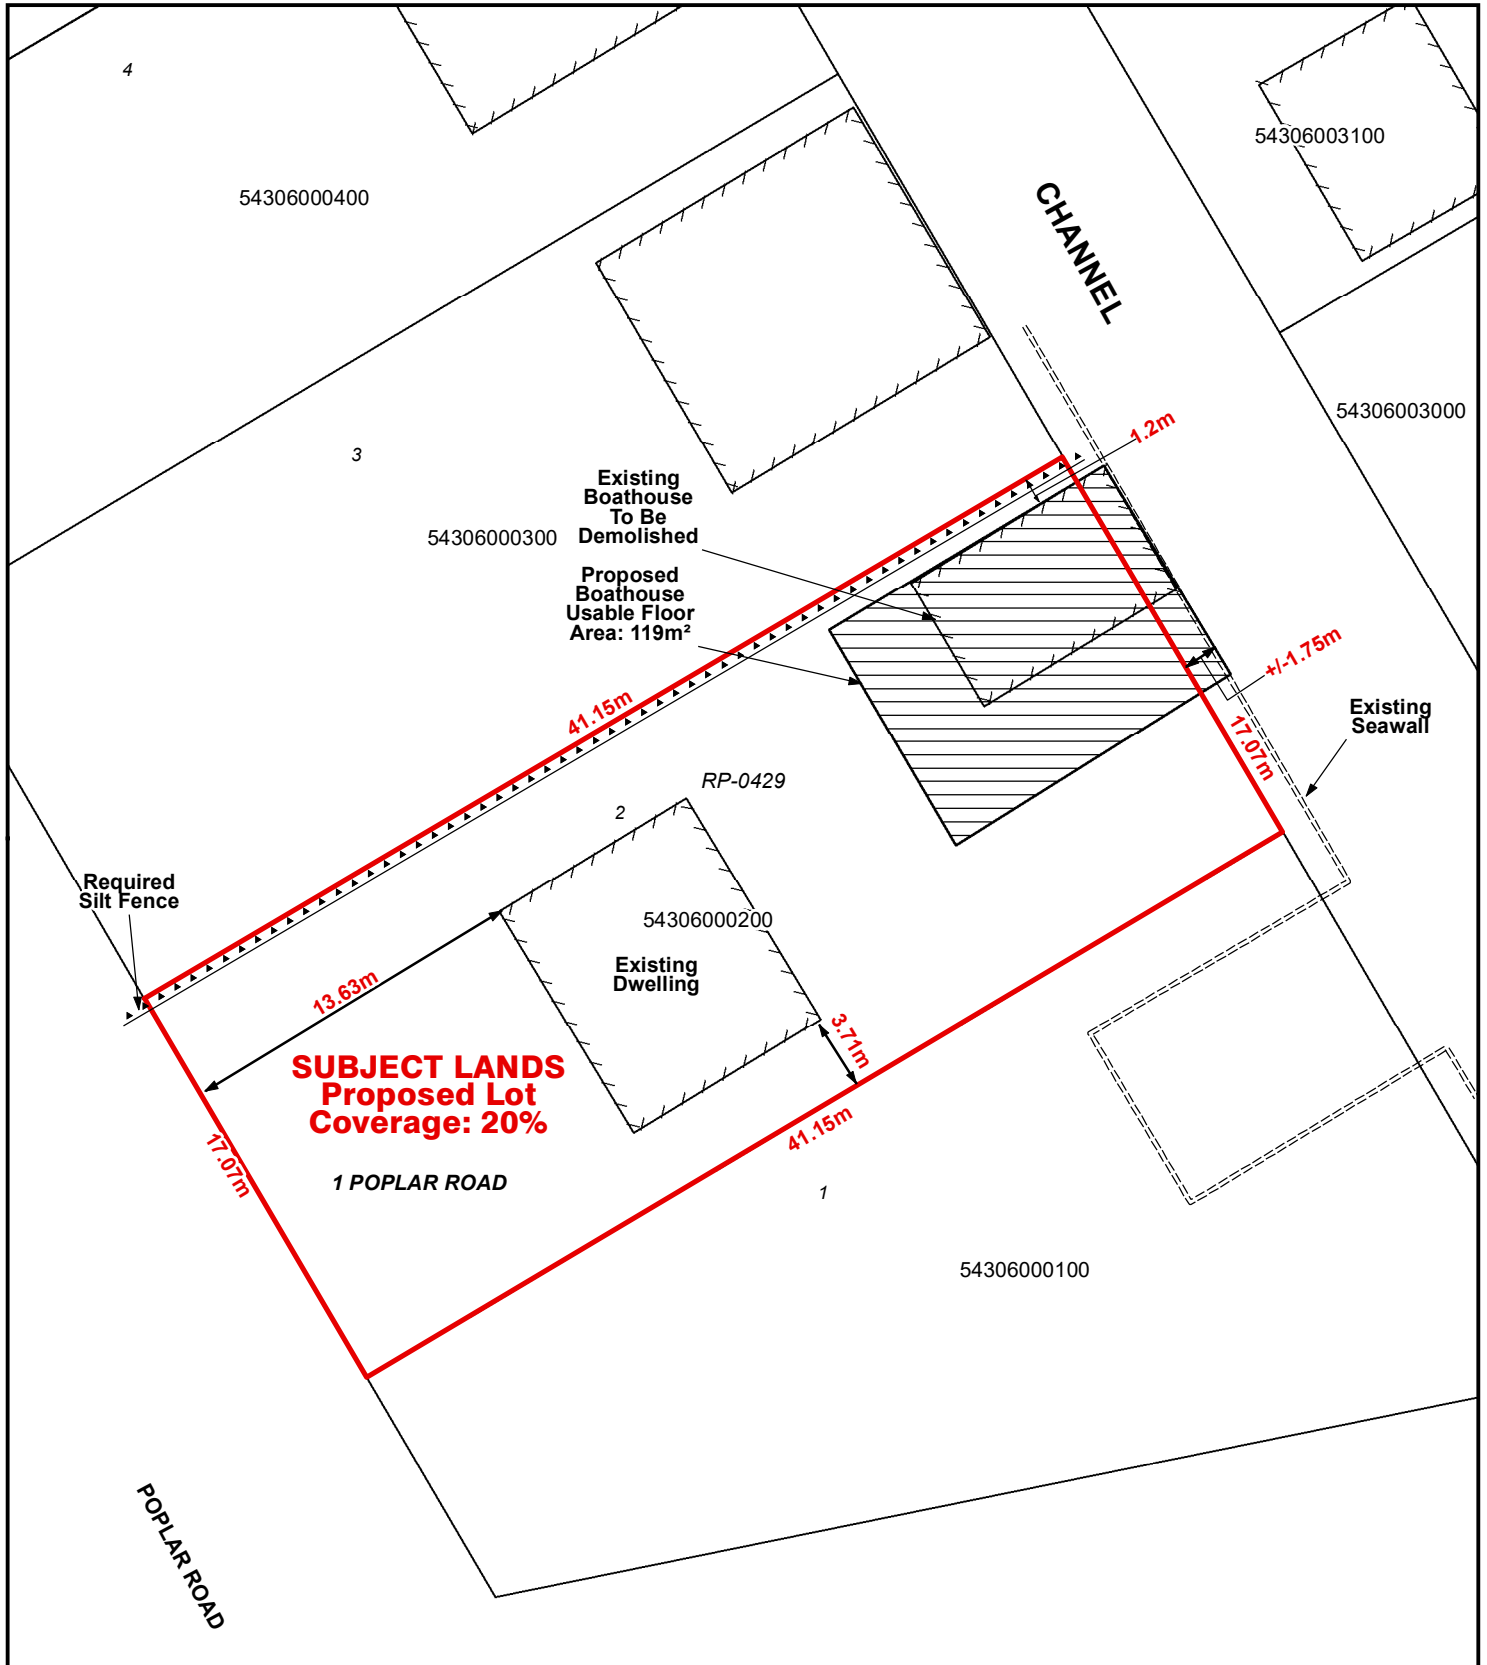 4
54306003100
54306000400
CHANNEL
54306003000
1.2m
3
Existing
Boathouse
To Be
Demolished
54306000300
Proposed
Boathouse
Usable Floor
Area: 119m²
+/-1.75m
41.15m
Existing
Seawall
17.07m
RP-0429
2
Required
Silt Fence
54306000200
Existing
Dwelling
13.63m
3.71m
SUBJECT LANDS
Proposed Lot
Coverage: 20%
41.15m
17.07m
1 POPLAR ROAD
1
54306000100
POPLAR ROAD